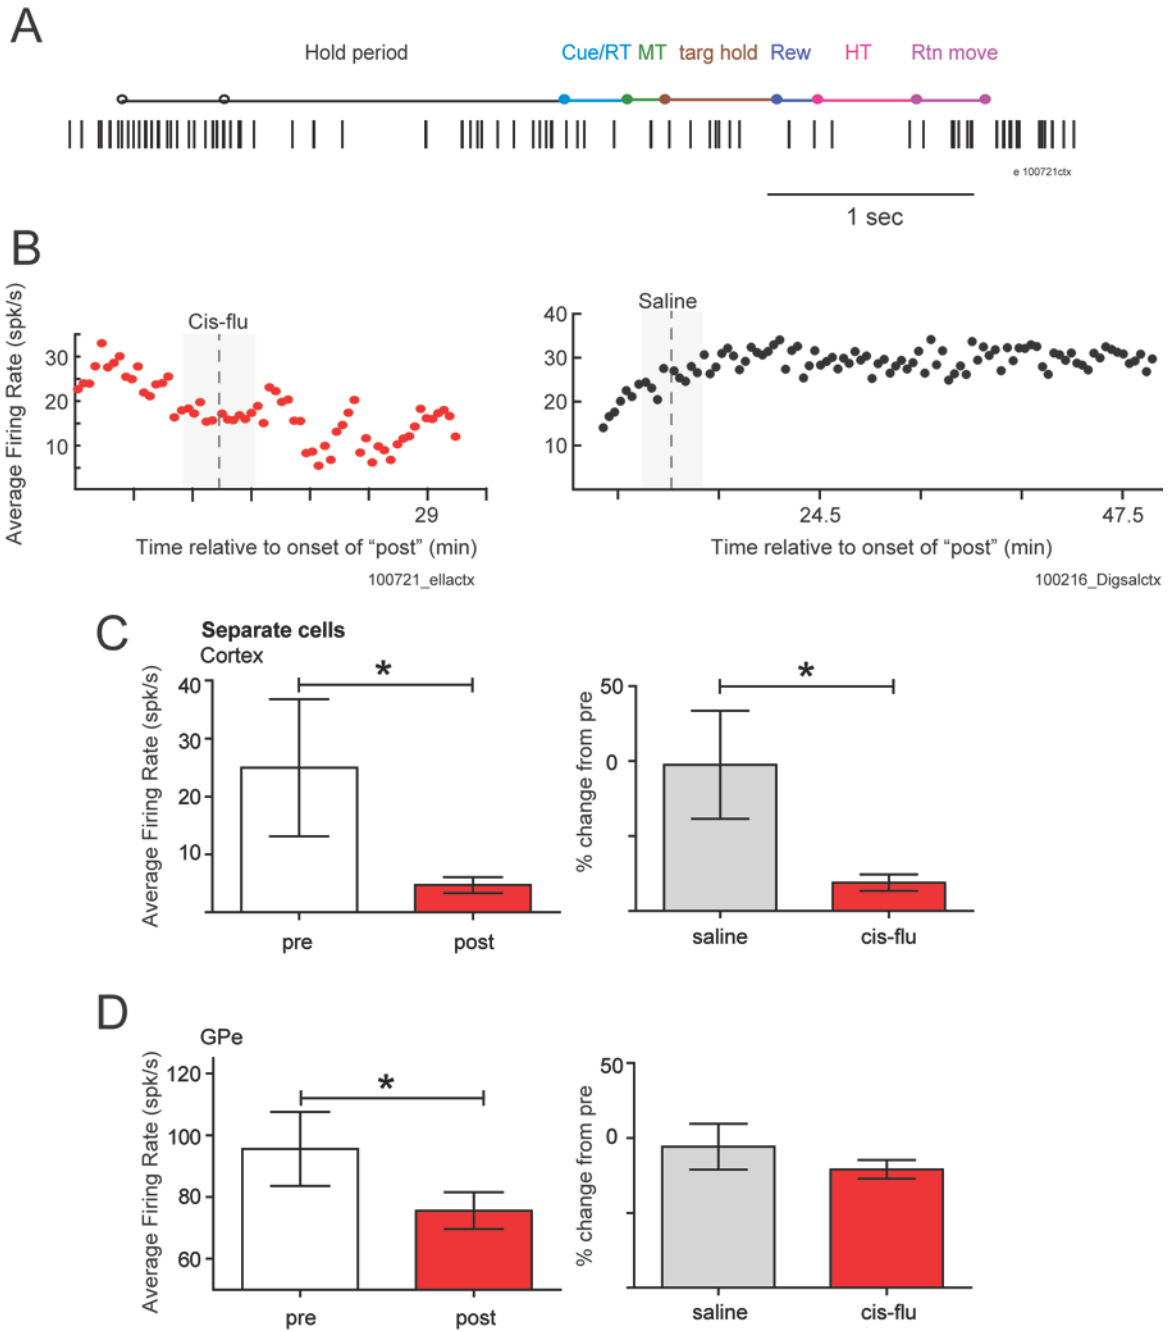 A
Hold period Cue/RT MT targ hold Rew HT Rtn move
e 100721ctx
1 sec
B
Average Firing Rate (spk/s)
Cis-flu
30
20
10
29
Time relative to onset of “post” (min)
100721_ellactx
Saline
40
30
20
10
24.5 47.5
Time relative to onset of “post” (min)
100216_Digsalctx
C
Separate cells
Cortex
Average Firing Rate (spk/s)
40
30
20
10
*
pre post
% change from pre
50
0
*
saline cis-flu
D
GPe
Average Firing Rate (spk/s)
120
100
80
60
*
pre post
% change from pre
50
0
saline cis-flu